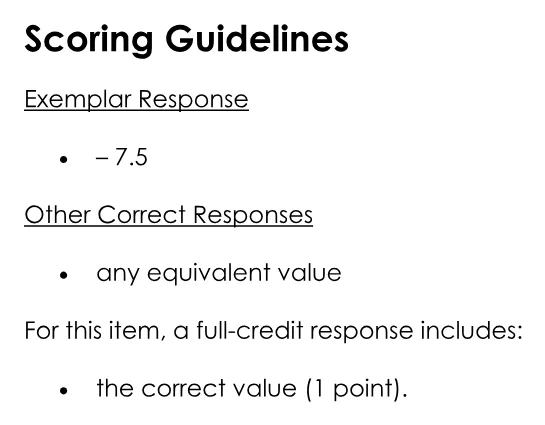 Scoring Guidelines
Exemplar Response
• – 7.5
Other Correct Responses
• any equivalent value
For this item, a full-credit response includes:
• the correct value (1 point).